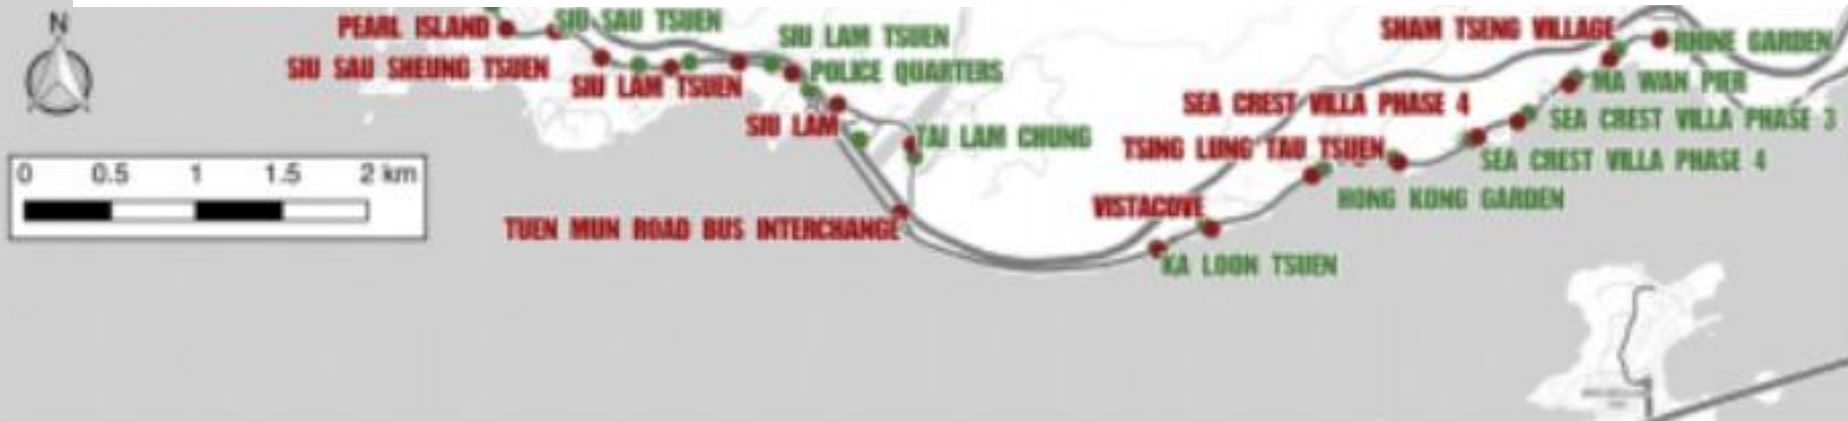 N
PEARL ISLAND
SIU SAU TSUEN
SIU LAM TSUEN
SHAM TSENG VILLAGE
RHINE GARDEN
SIU SAU SHEUNG TSUEN
SIU LAM TSUEN
POLICE QUARTERS
MA WAN PIER
SEA CREST VILLA PHASE 4
SIU LAM
TAI LAM CHUNG
SEA CREST VILLA PHASE 3
TSING LUNG TAU TSUEN
SEA CREST VILLA PHASE 4
0 0.5 1 1.5 2 km
HONG KONG GARDEN
VISTACOVE
TUEN MUN ROAD BUS INTERCHANGE
KA LOON TSUEN